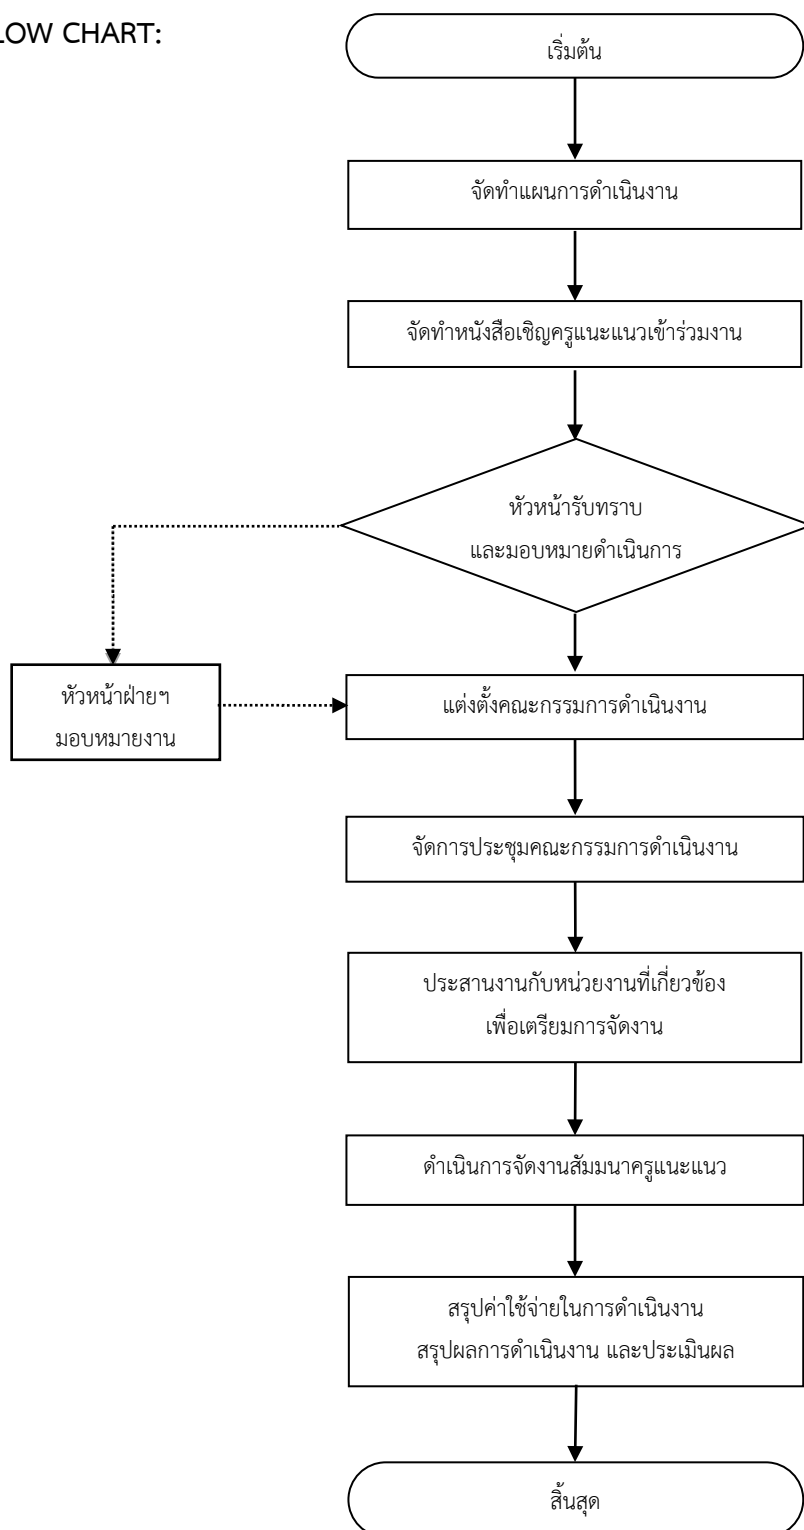 LOW CHART:
เริ่มต้น
จัดทำแผนการดำเนินงาน
จัดทำหนังสือเชิญครูแนะแนวเข้าร่วมงาน
หัวหน้ารับทราบ
และมอบหมายดำเนินการ
หัวหน้าฝ่ายฯ
มอบหมายงาน
แต่งตั้งคณะกรรมการดำเนินงาน
จัดการประชุมคณะกรรมการดำเนินงาน
ประสานงานกับหน่วยงานที่เกี่ยวข้อง
เพื่อเตรียมการจัดงาน
ดำเนินการจัดงานสัมมนาครูแนะแนว
สรุปค่าใช้จ่ายในการดำเนินงาน
สรุปผลการดำเนินงาน และประเมินผล
สิ้นสุด